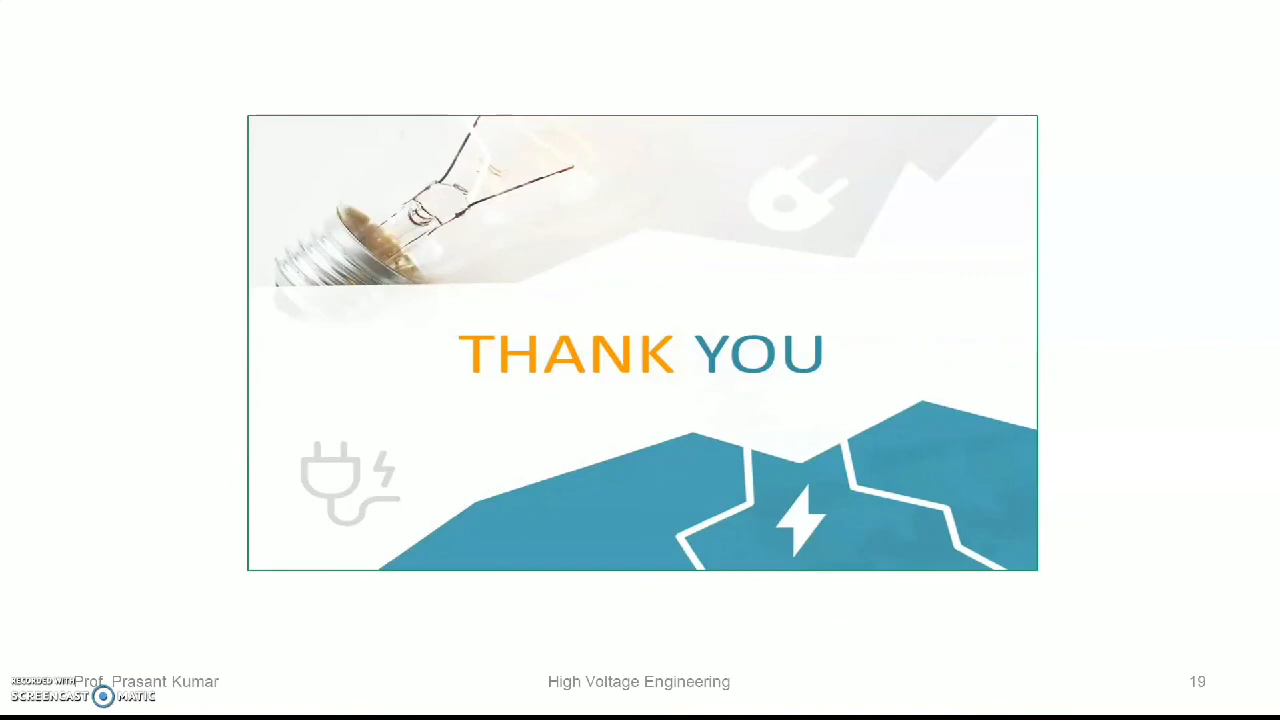 THANK YOU
RECORDED WITH
SCREENCAST MATIC
Prof. Prasant Kumar
High Voltage Engineering
19